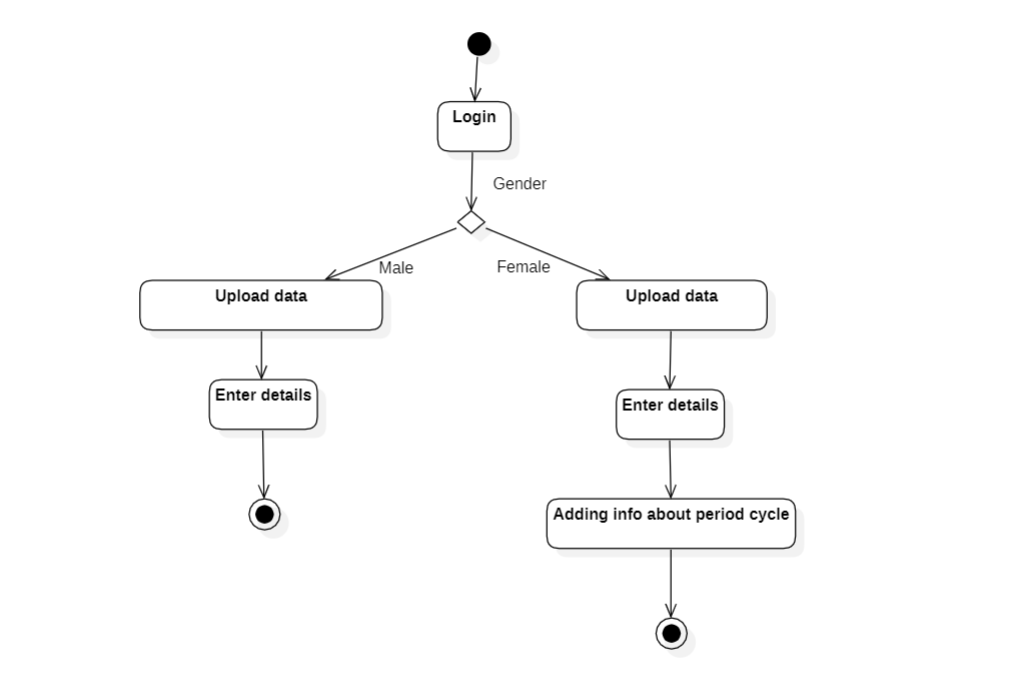 Login
Gender
Male
Female
Upload data
Upload data
Enter details
Enter details
Adding info about period cycle